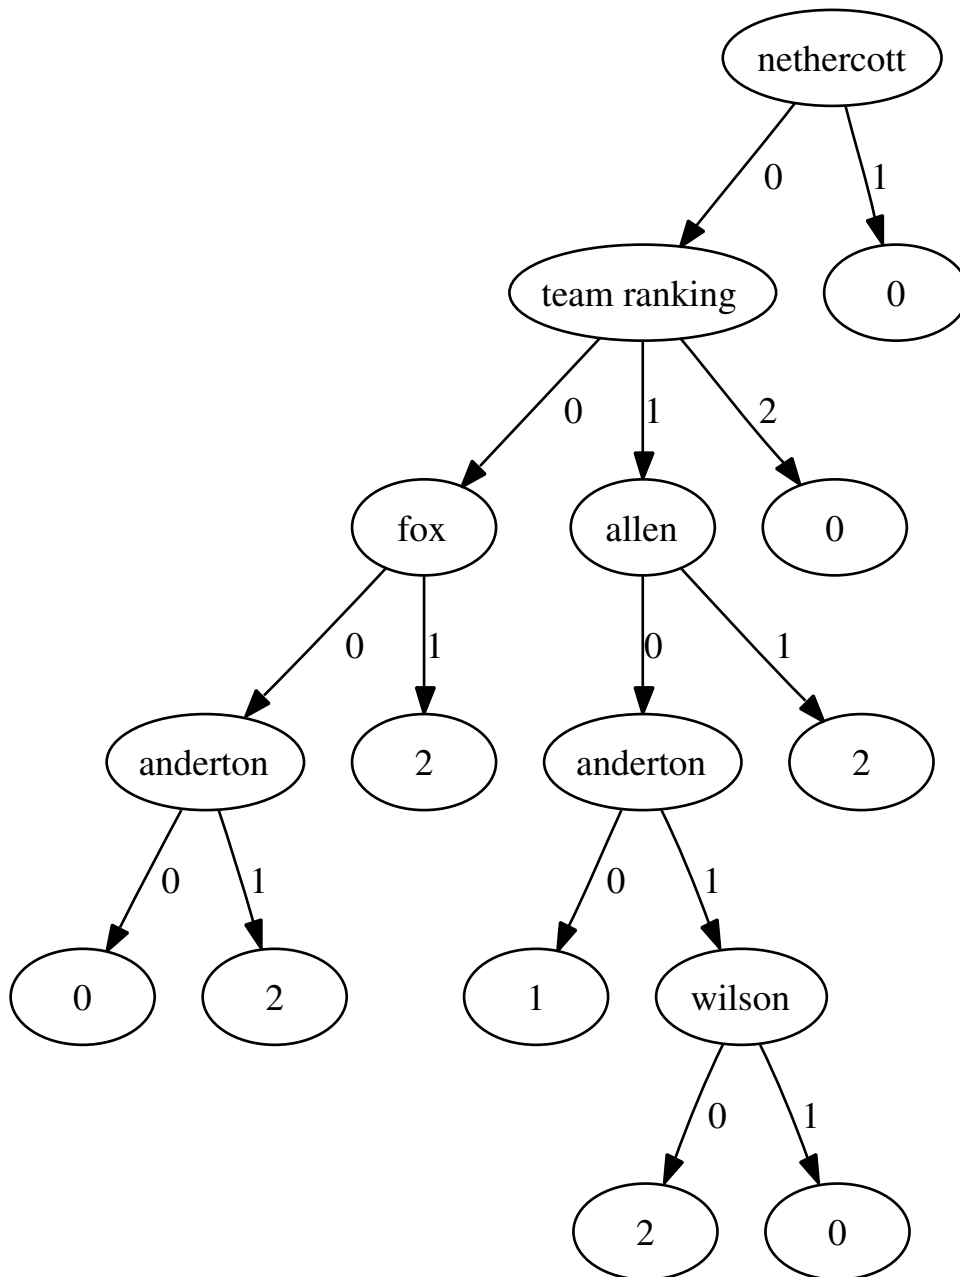 nethercott
0 1
team ranking 0
0 1 2
fox allen 0
0 1 0 1
anderton 2 anderton 2
0 1 0 1
0 2 1 wilson
0 1
2 0